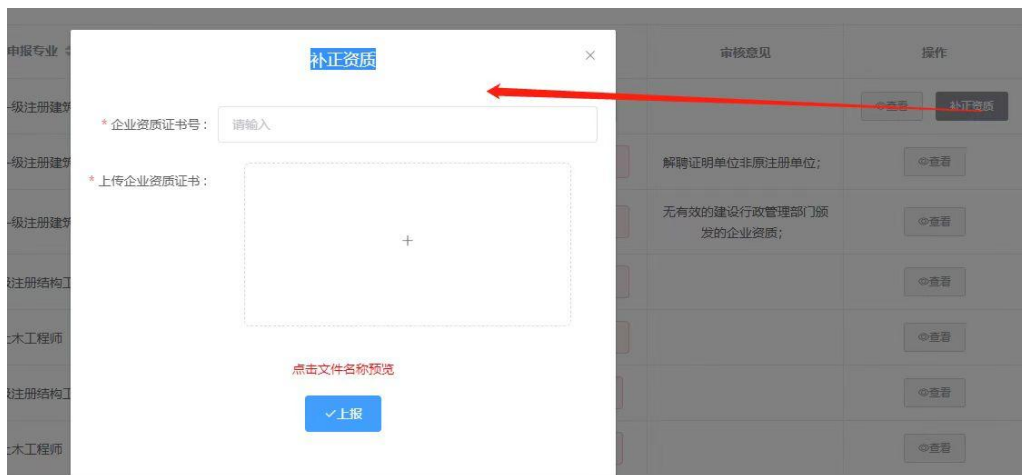 申报专业
补正资质
×
审核意见
操作
一级注册建筑
查看
补正资质
* 企业资质证书号：
请输入
一级注册建筑
解聘证明单位非原注册单位;
查看
* 上传企业资质证书：
一级注册建筑
无有效的建设行政管理部门颁
发的企业资质;
查看
+
级注册结构工
查看
土木工程师
查看
点击文件名称预览
级注册结构工
查看
上报
土木工程师
查看